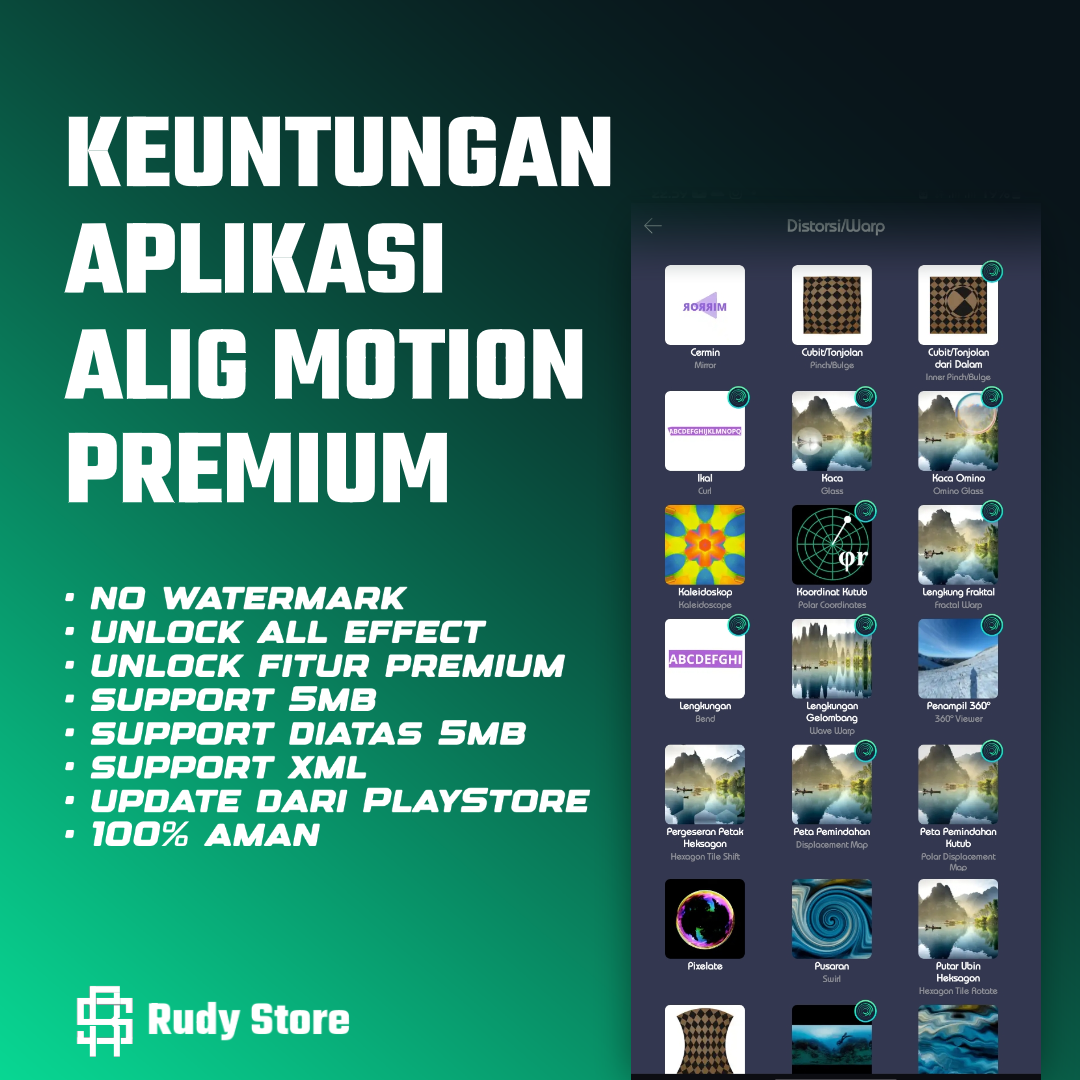 KEUNTUNGAN
APLIKASI
ALIG MOTION
PREMIUM
• NO WATERMARK
• UNLOCK ALL EFFECT
• UNLOCK FITUR PREMIUM
• SUPPORT 5MB
• SUPPORT DIATAS 5MB
• SUPPORT XML
• UPDATE DARI PLAYSTORE
• 100% AMAN
Rudy Store
Distorsi/Warp
MIRROR
Cermin
Mirror
Cubit/Tonjolan
Pinch/Bulge
Cubit/Tonjolan
dari Dalam
Inner Pinch/Bulge
ABCDEFGHIJKLMNOPQ
Ikal
Curl
Kaca
Glass
Kaca Omino
Omino Glass
Kaleidoskop
Kaleidoscope
φr
Koordinat Kutub
Polar Coordinates
Lengkung Fraktal
Fractal Warp
ABCDEFGHI
Lengkungan
Bend
Lengkungan
Gelombang
Wave Warp
Penampil 360°
360° Viewer
Pergeseran Petak
Heksagon
Hexagon Tile Shift
Peta Pemindahan
Displacement Map
Peta Pemindahan
Kutub
Polar Displacement
Map
Pixelate
Pusaran
Swirl
Putar Ubin
Heksagon
Hexagon Tile Rotate